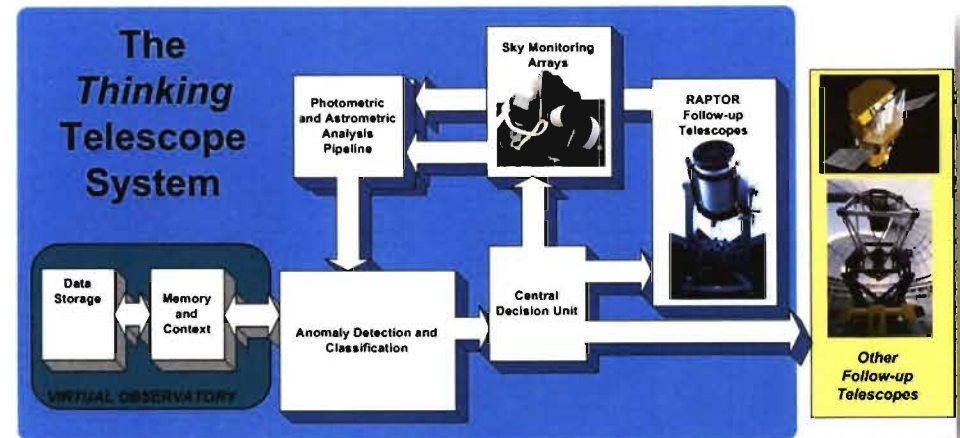 The
Thinking
Telescope
System
Sky Monitoring
Arrays
Photometric
and Astrometric
Analysis
Pipeline
RAPTOR
Follow-up
Telescopes
Data
Storage
Memory
and
Context
Anomaly Detection and
Classification
Central
Decision Unit
VIRTUAL OBSERVATORY
Other
Follow-up
Telescopes